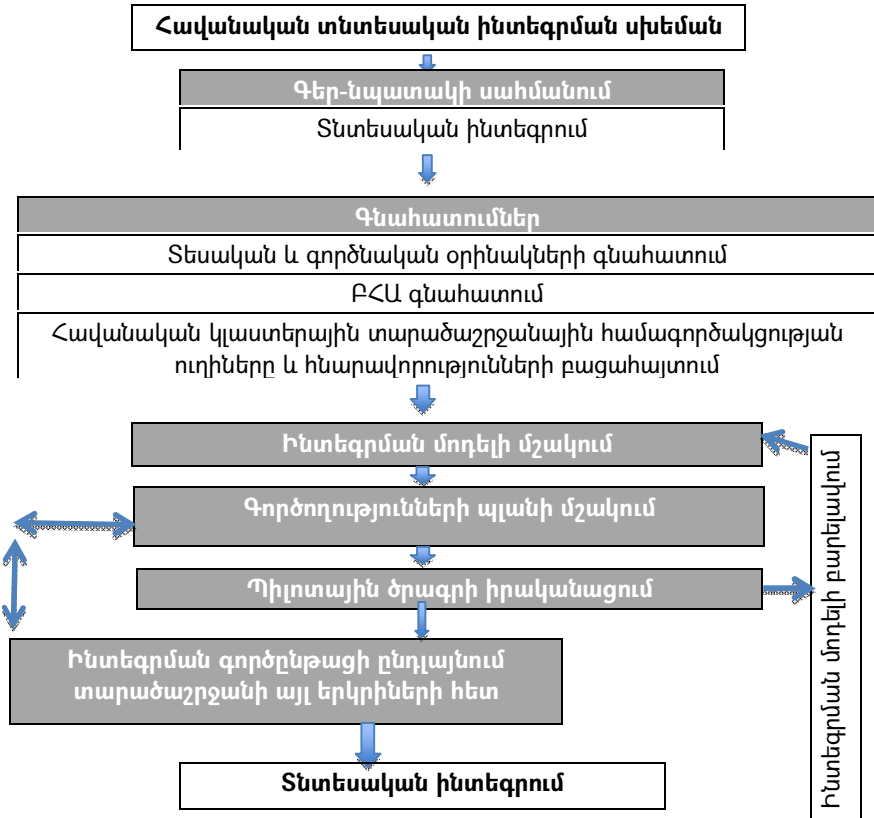 Հավանական տնտեսական ինտեգրման սխեման
Գեր-նպատակի սահմանում
Տնտեսական ինտեգրում
Գնահատումներ
Տեսական և գործնական օրինակների գնահատում
ԲՀԱ գնահատում
Հավանական կլաստերային տարածաշրջանային համագործակցության
ուղիները և հնարավորությունների բացահայտում
Ինտեգրման մոդելի մշակում
Գործողությունների պլանի մշակում
Պիլոտային ծրագրի իրականացում
Ինտեգրման գործընթացի ընդլայնում
տարածաշրջանի այլ երկրիների հետ
Տնտեսական ինտեգրում
Ինտեգրման մոդելի բարելավում